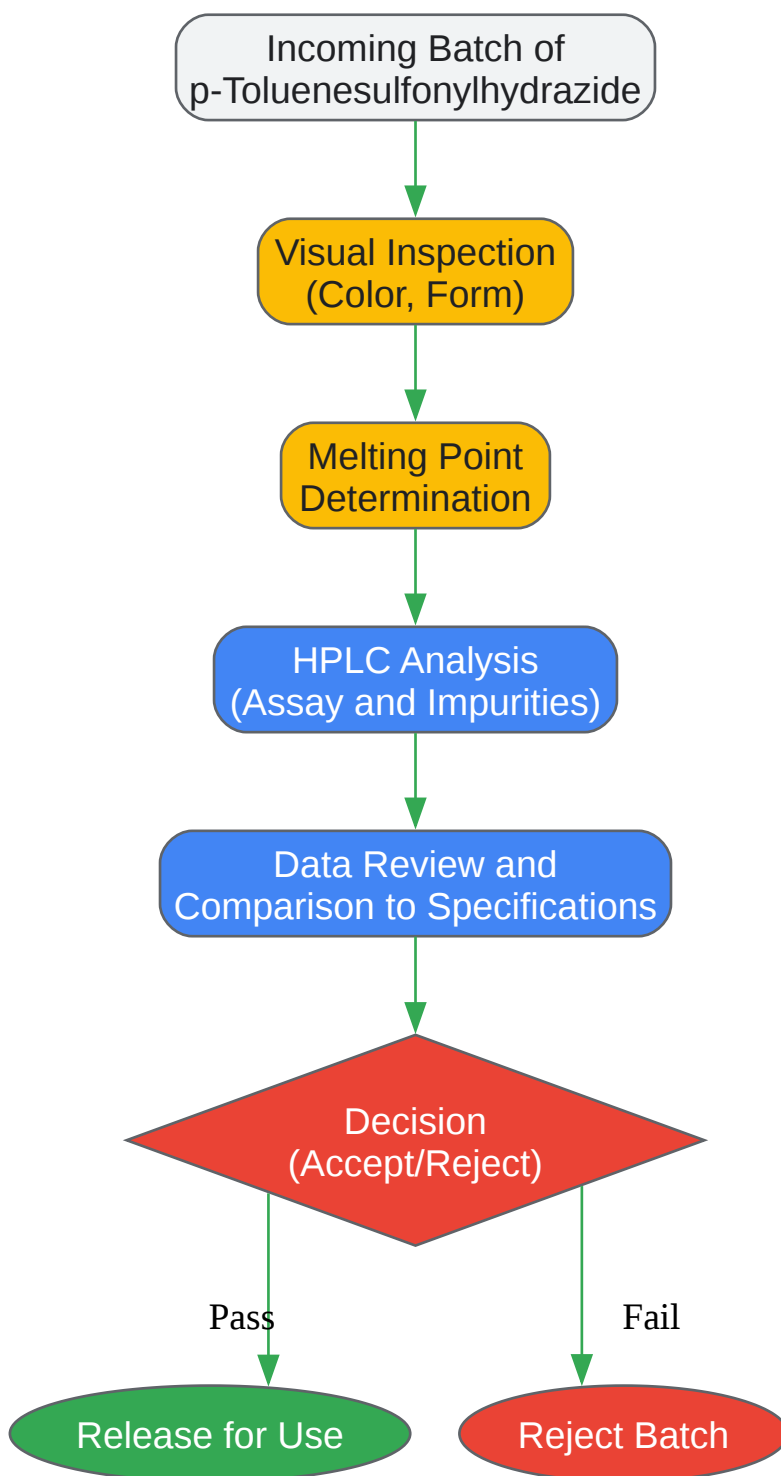 Incoming Batch of
p-Toluenesulfonylhydrazide
Visual Inspection
(Color, Form)
Melting Point
Determination
HPLC Analysis
(Assay and Impurities)
Data Review and
Comparison to Specifications
Decision
(Accept/Reject)
Pass
Fail
Release for Use
Reject Batch